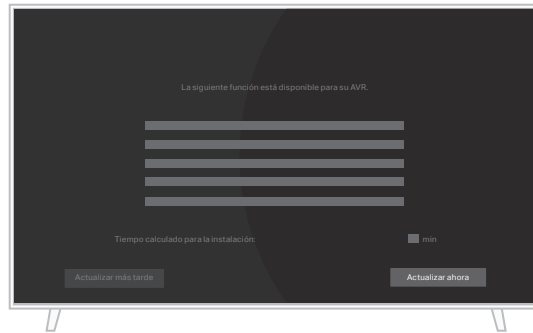 La siguiente función está disponible para su AVR.
Tiempo calculado para la instalación:
min
Actualizar más tarde
Actualizar ahora